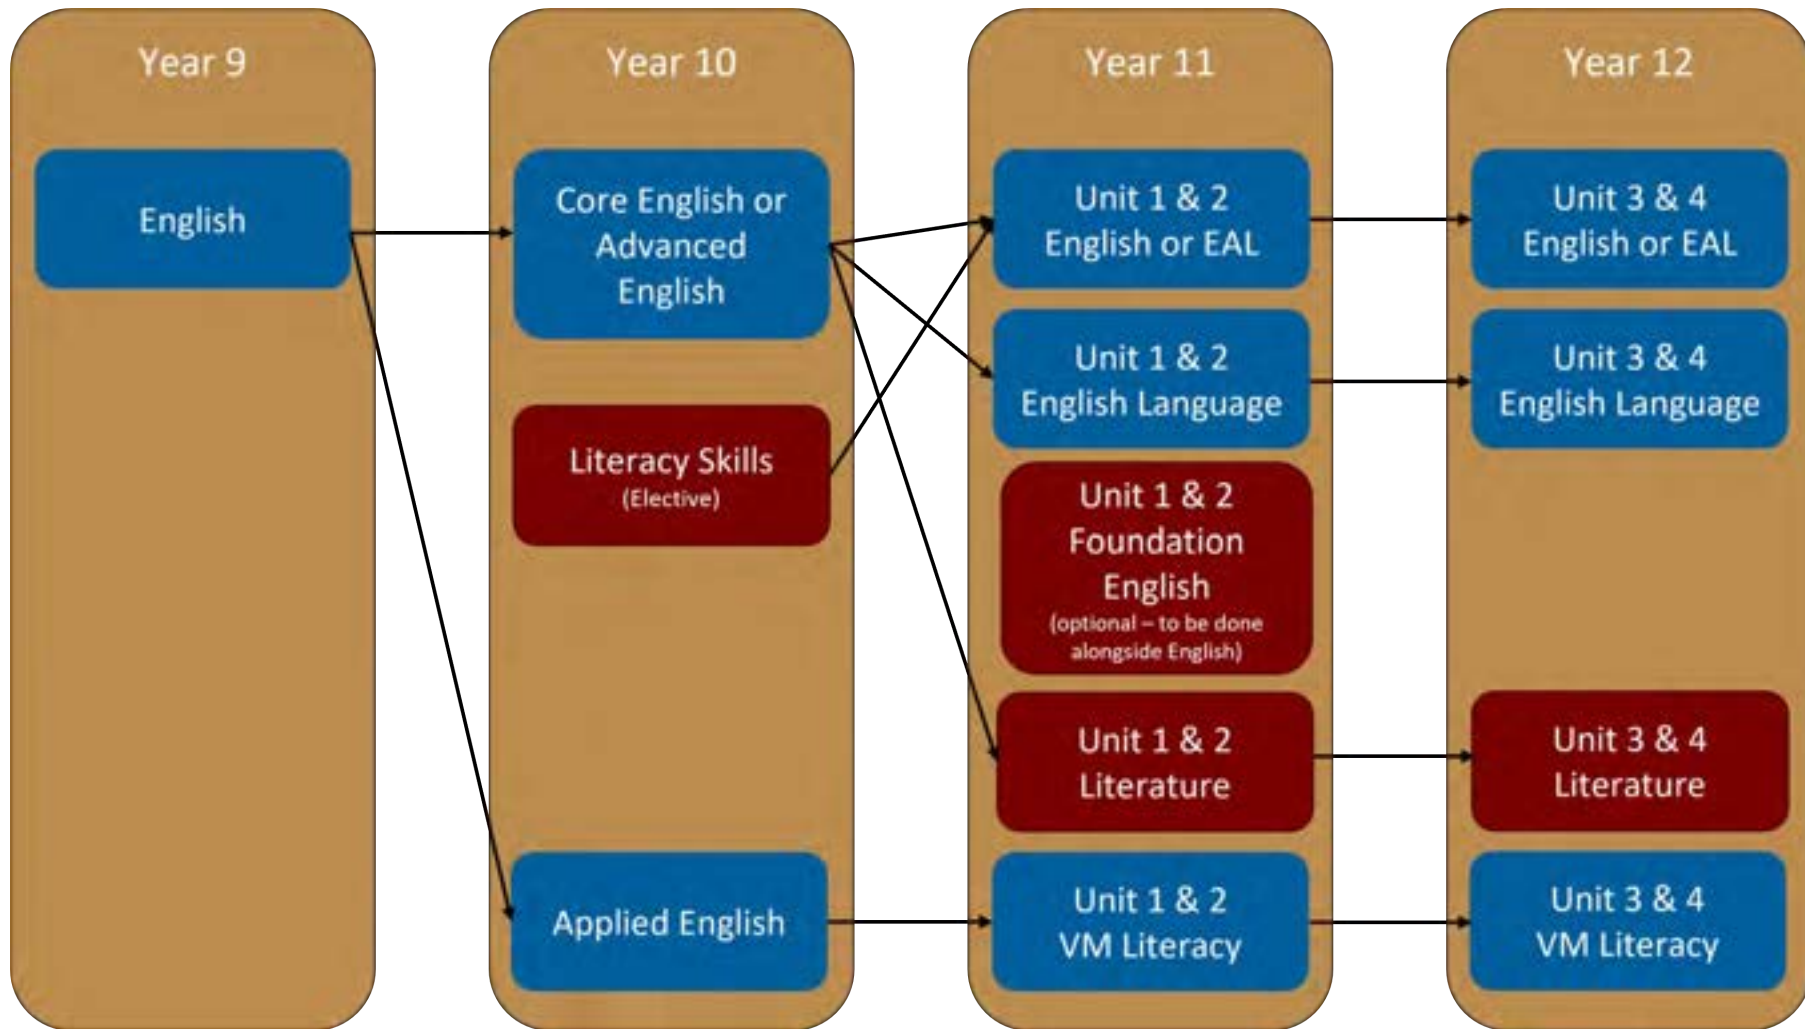 Year 9
English
Year 10
Core English or
Advanced
English
Literacy Skills
(Elective)
Applied English
Year 11
Unit 1 & 2
English or EAL
Unit 1 & 2
English Language
Unit 1 & 2
Foundation
English
(optional – to be done
alongside English)
Unit 1 & 2
Literature
Unit 1 & 2
VM Literacy
Year 12
Unit 3 & 4
English or EAL
Unit 3 & 4
English Language
Unit 3 & 4
Literature
Unit 3 & 4
VM Literacy